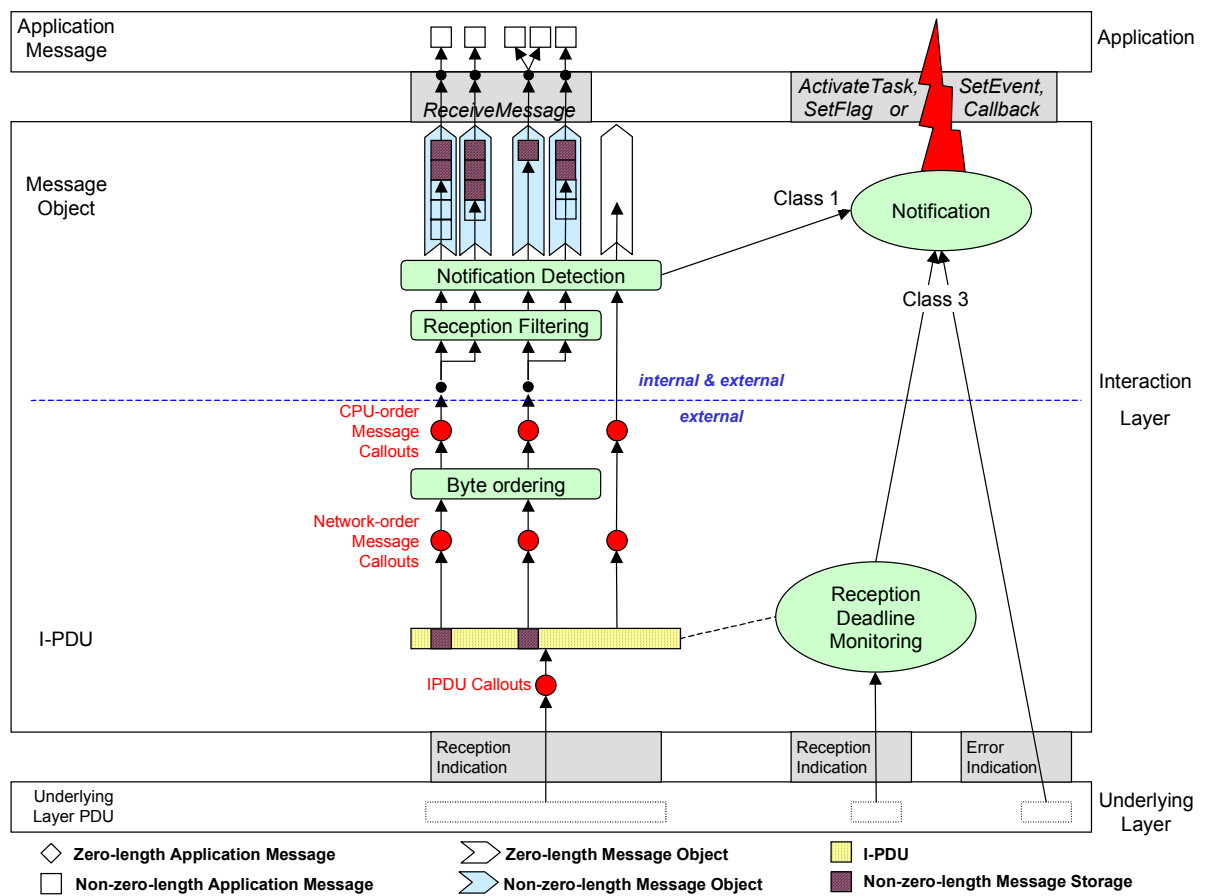 Application
Message
Application
ReceiveMessage
ActivateTask,
SetFlag or
SetEvent,
Callback
Message
Object
Class 1
Notification
Notification Detection
Class 3
Reception Filtering
internal & external
external
Interaction
Layer
CPU-order
Message
Callouts
Byte ordering
Network-order
Message
Callouts
Reception
Deadline
Monitoring
I-PDU
IPDU Callouts
Reception
Indication
Reception
Indication
Error
Indication
Underlying
Layer PDU
Underlying
Layer
Zero-length Application Message
Zero-length Message Object
I-PDU
Non-zero-length Application Message
Non-zero-length Message Object
Non-zero-length Message Storage